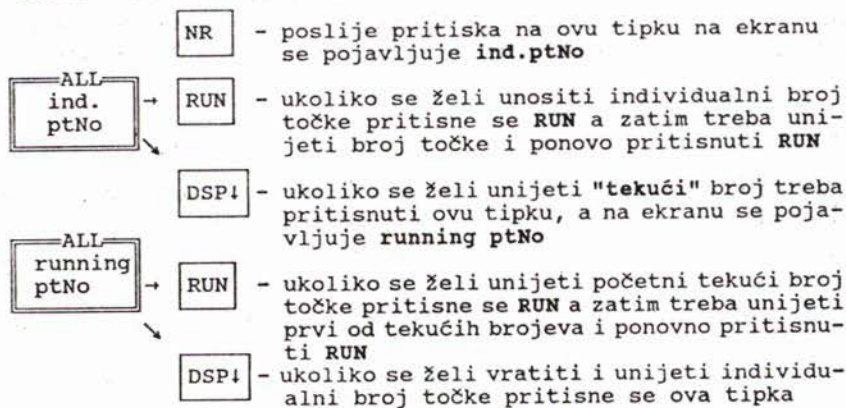 NR - poslije pritiska na ovu tipku na ekranu
se pojavljuje ind.ptNo
ALL
ind. → RUN - ukoliko se želi unositi individualni broj
ptNo točke pritisne se RUN a zatim treba uni-
jeti broj točke i ponovo pritisnuti RUN
DSP↓ - ukoliko se želi unijeti "tekući" broj treba
pritisnuti ovu tipku, a na ekranu se poja-
vljuje running ptNo
ALL
running
ptNo → RUN - ukoliko se želi unijeti početni tekući broj
točke pritisne se RUN a zatim treba unijeti
prvi od tekućih brojeva i ponovno pritisnu-
ti RUN
DSP↓ - ukoliko se želi vratiti i unijeti individu-
alni broj točke pritisne se ova tipka